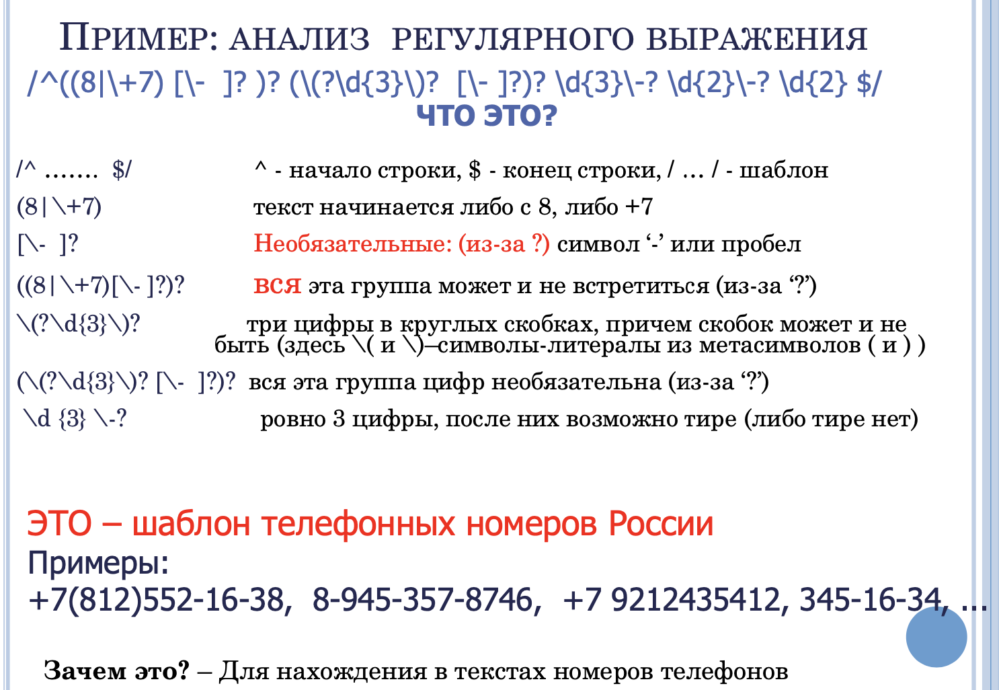 ПРИМЕР: АНАЛИЗ РЕГУЛЯРНОГО ВЫРАЖЕНИЯ
/^((8|\+7) [\-  ]? )? (\(?\d{3}\)?  [\- ]?)? \d{3}\-? \d{2}\-? \d{2} $/
ЧТО ЭТО?
/^ .......  $/ ^ - начало строки, $ - конец строки, / ... / - шаблон
(8|\+7) текст начинается либо с 8, либо +7
[\-  ]? Необязательные: (из-за ?) символ ‘-’ или пробел
((8|\+7)[\- ]?)? вся эта группа может и не встретиться (из-за ‘?’)
\(?\d{3}\)? три цифры в круглых скобках, причем скобок может и не
быть (здесь \( и \)–символы-литералы из метасимволов ( и ) )
(\(?\d{3}\)? [\-  ]?)? вся эта группа цифр необязательна (из-за ‘?’)
\d {3} \-? ровно 3 цифры, после них возможно тире (либо тире нет)
ЭТО – шаблон телефонных номеров России
Примеры:
+7(812)552-16-38,  8-945-357-8746,  +7 9212435412, 345-16-34, ...
Зачем это? – Для нахождения в текстах номеров телефонов